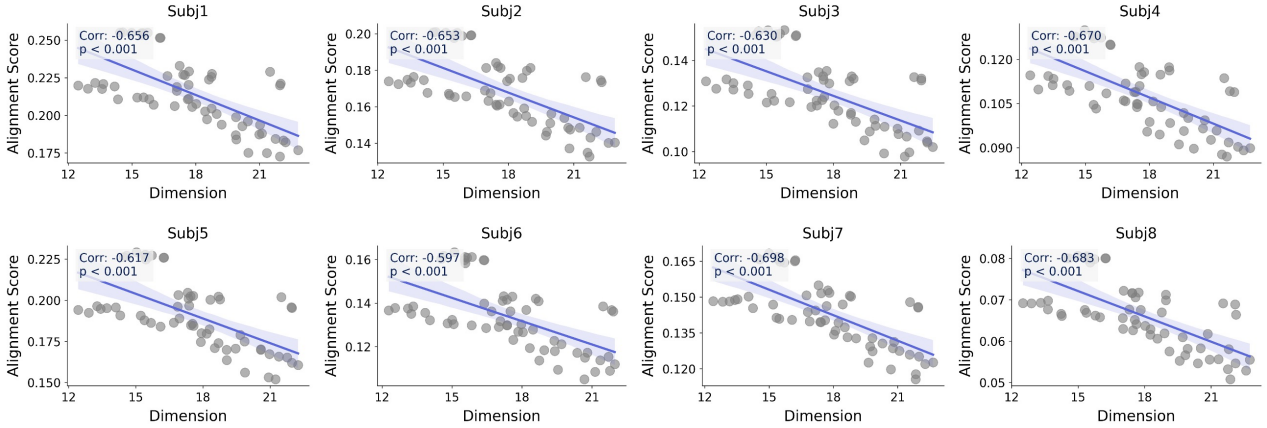 Subj1
Subj2
Subj3
Subj4
Alignment Score
0.250
0.225
0.200
0.175
Corr: -0.656
p < 0.001
12
15
18
21
Dimension
Alignment Score
0.20
0.18
0.16
0.14
Corr: -0.653
p < 0.001
12
15
18
21
Dimension
Alignment Score
0.14
0.12
0.10
Corr: -0.630
p < 0.001
12
15
18
21
Dimension
Alignment Score
0.120
0.105
0.090
Corr: -0.670
p < 0.001
12
15
18
21
Dimension
Subj5
Subj6
Subj7
Subj8
Alignment Score
0.225
0.200
0.175
0.150
Corr: -0.617
p < 0.001
12
15
18
21
Dimension
Alignment Score
0.16
0.14
0.12
Corr: -0.597
p < 0.001
12
15
18
21
Dimension
Alignment Score
0.165
0.150
0.135
0.120
Corr: -0.698
p < 0.001
12
15
18
21
Dimension
Alignment Score
0.08
0.07
0.06
0.05
Corr: -0.683
p < 0.001
12
15
18
21
Dimension